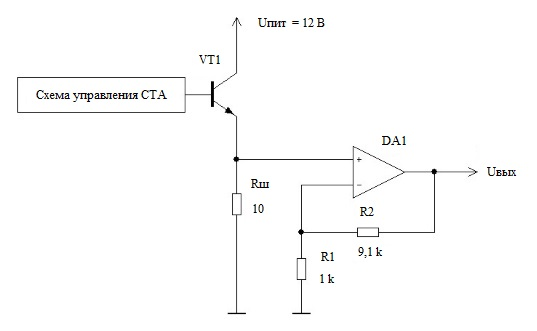 Uпит = 12 В
VT1
Схема управления СТА
DA1
+
Rш
10
−
Uвых
R2
9,1 k
R1
1 k